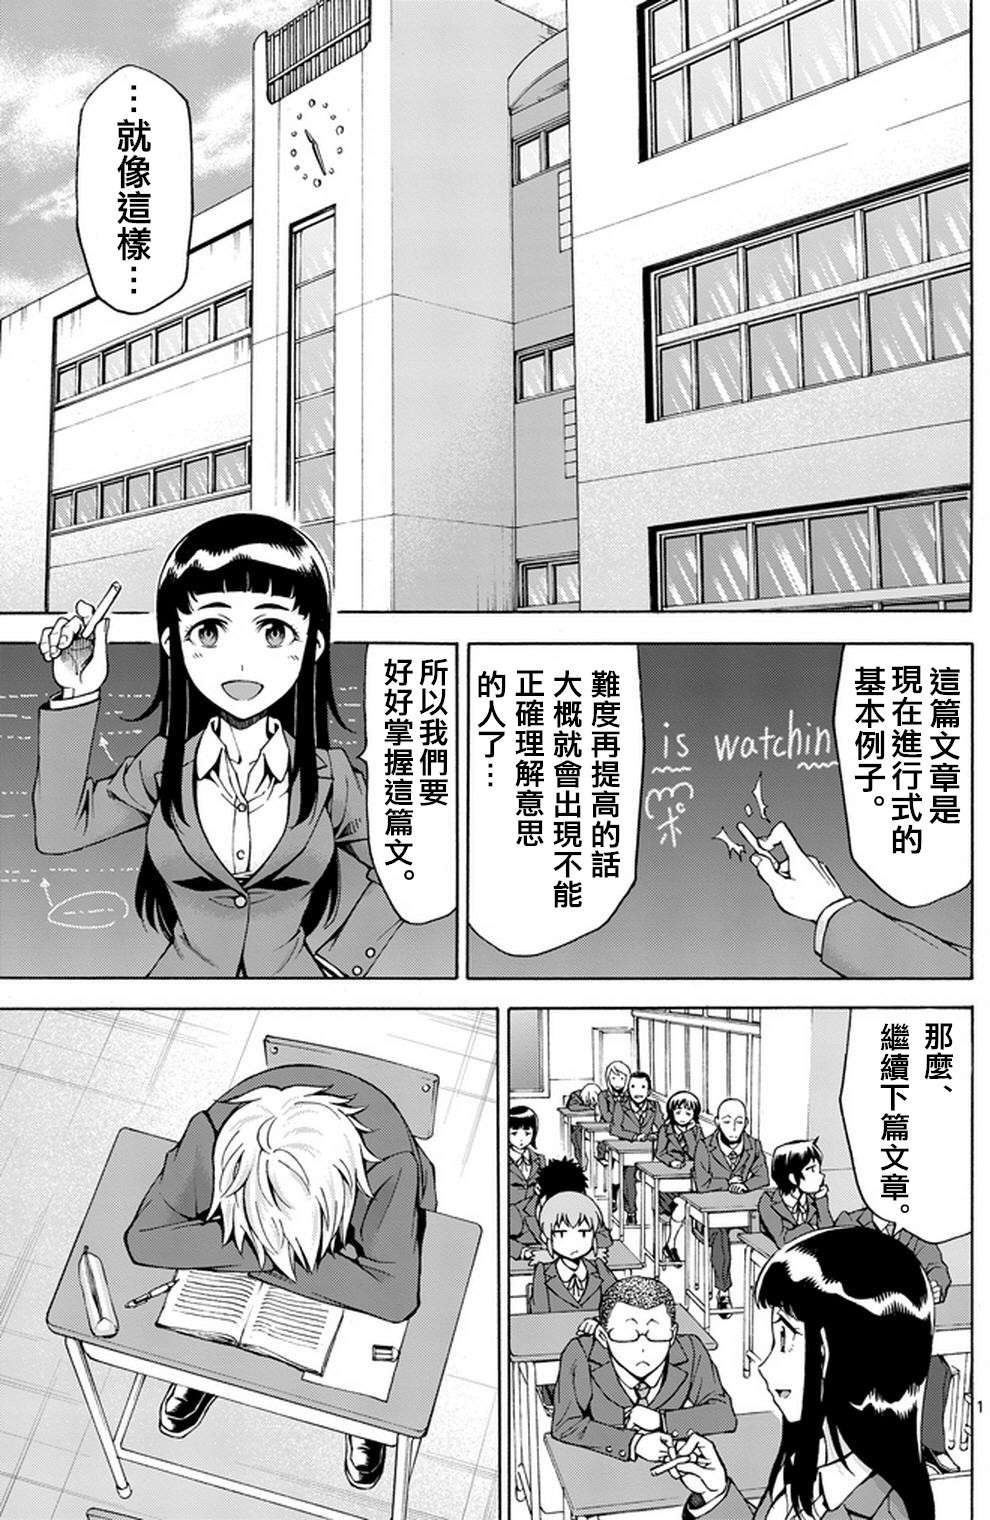 …就像這樣…
這篇文章是
現在進行式的
基本例子。
is watchin
難度再提高的話
大概就會出現不能
正確理解意思
的人了…
所以我們要
好好掌握這篇文。
那麼、
繼續下篇文章。
1